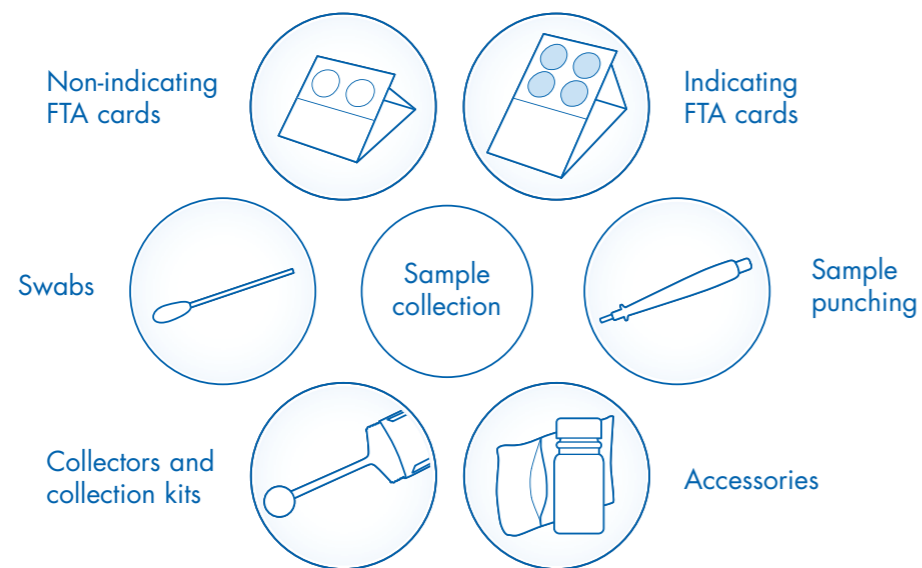 Non-indicating
FTA cards
Indicating
FTA cards
Swabs
Sample
collection
Sample
punching
Collectors and
collection kits
Accessories